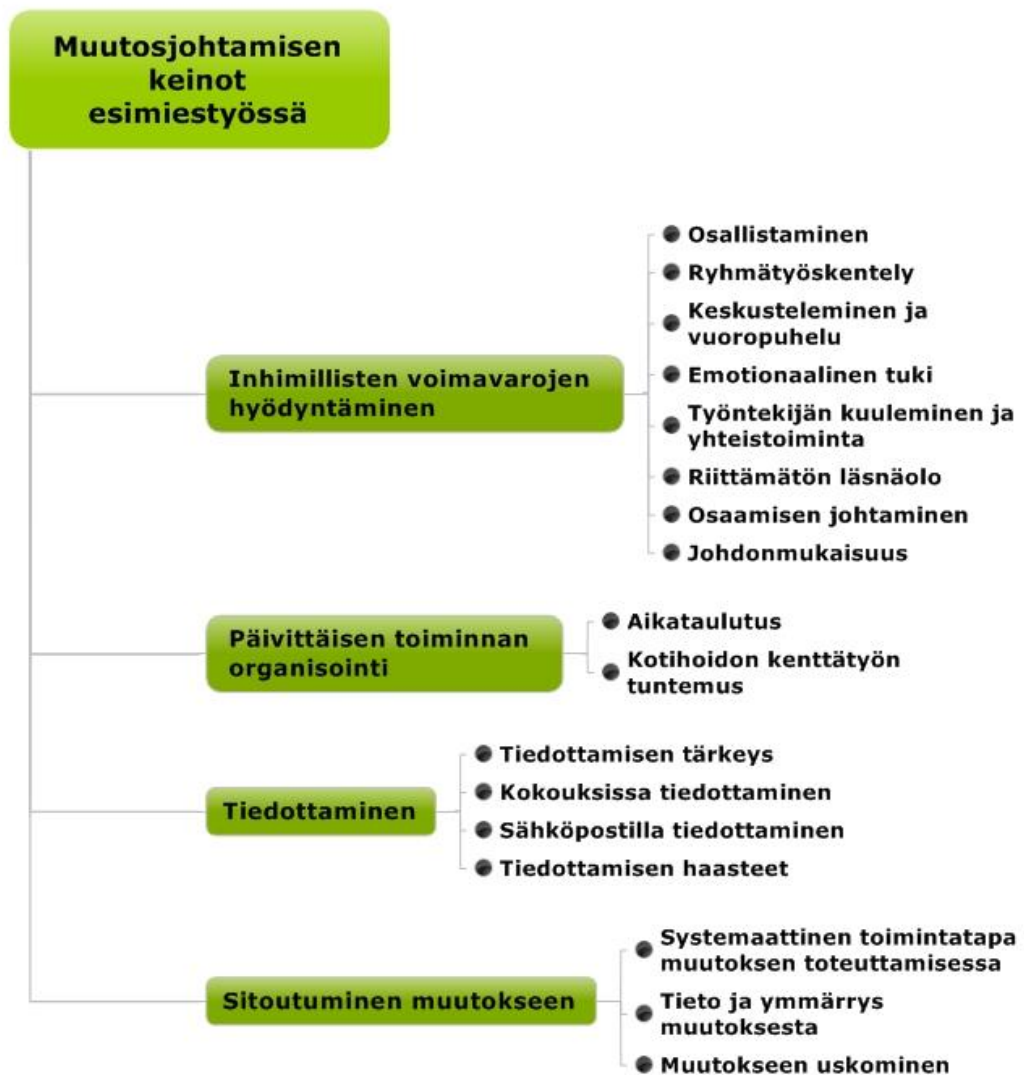 Muutosjohtamisen
keinot
esimiestyössä
Inhimillisten voimavarojen
hyödyntäminen
Osallistaminen
Ryhmätyöskentely
Keskusteleminen ja
vuoropuhelu
Emotionaalinen tuki
Työntekijän kuuleminen ja
yhteistoiminta
Riittämätön läsnäolo
Osaamisen johtaminen
Johdonmukaisuus
Päivittäisen toiminnan
organisointi
Aikataulutus
Kotihoidon kenttätyön
tuntemus
Tiedottaminen
Tiedottamisen tärkeys
Kokouksissa tiedottaminen
Sähköpostilla tiedottaminen
Tiedottamisen haasteet
Sitoutuminen muutokseen
Systemaattinen toimintatapa
muutoksen toteuttamisessa
Tieto ja ymmärrys
muutoksesta
Muutokseen uskominen